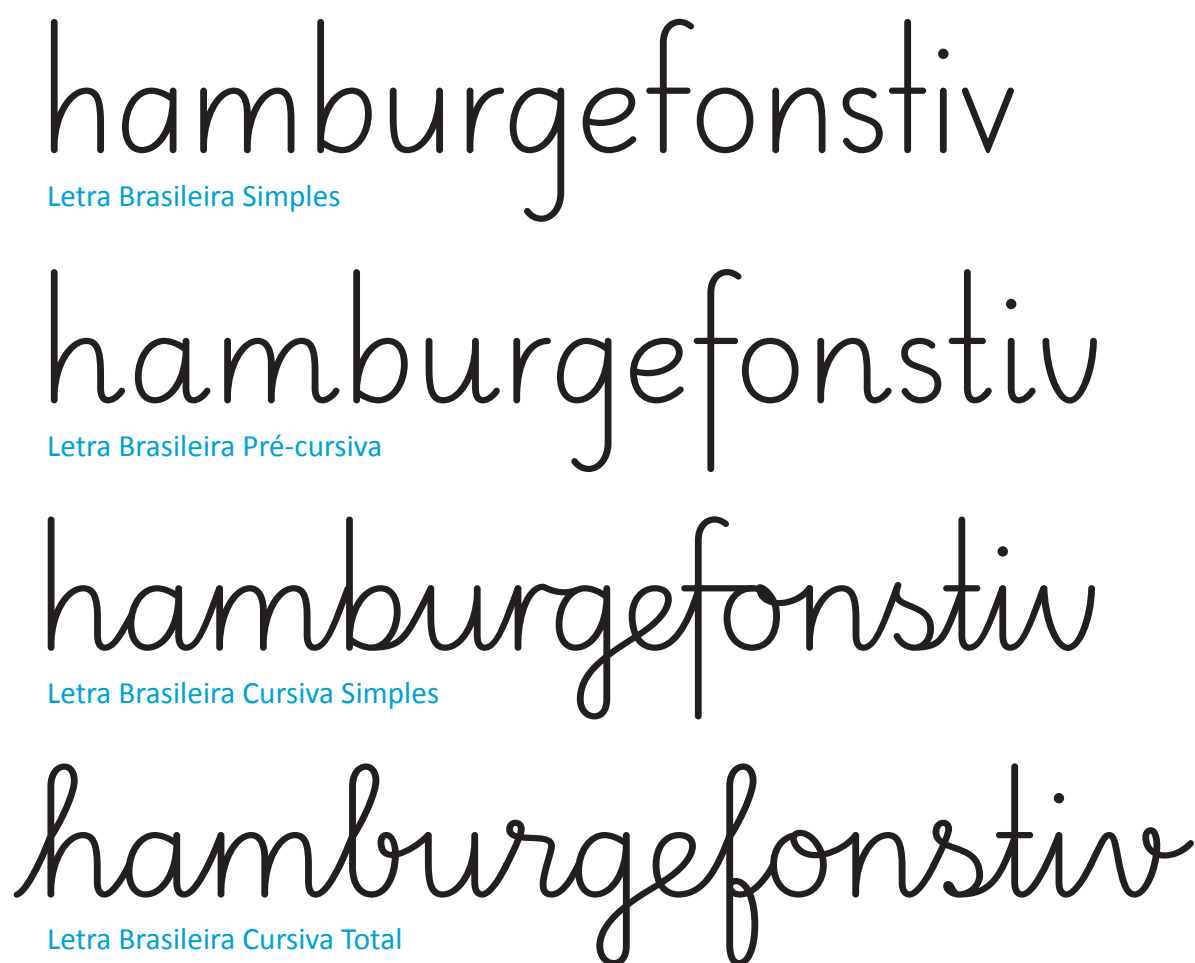 hamburgefonstiv
Letra Brasileira Simples
hamburgefonstiv
Letra Brasileira Pré-cursiva
hamburgefonstiv
Letra Brasileira Cursiva Simples
hamburgefonstiv
Letra Brasileira Cursiva Total